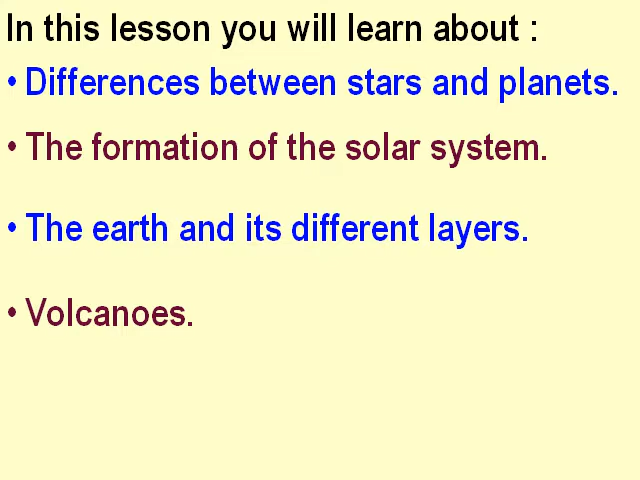 In this lesson you will learn about :
• Differences between stars and planets.
• The formation of the solar system.
• The earth and its different layers.
• Volcanoes.